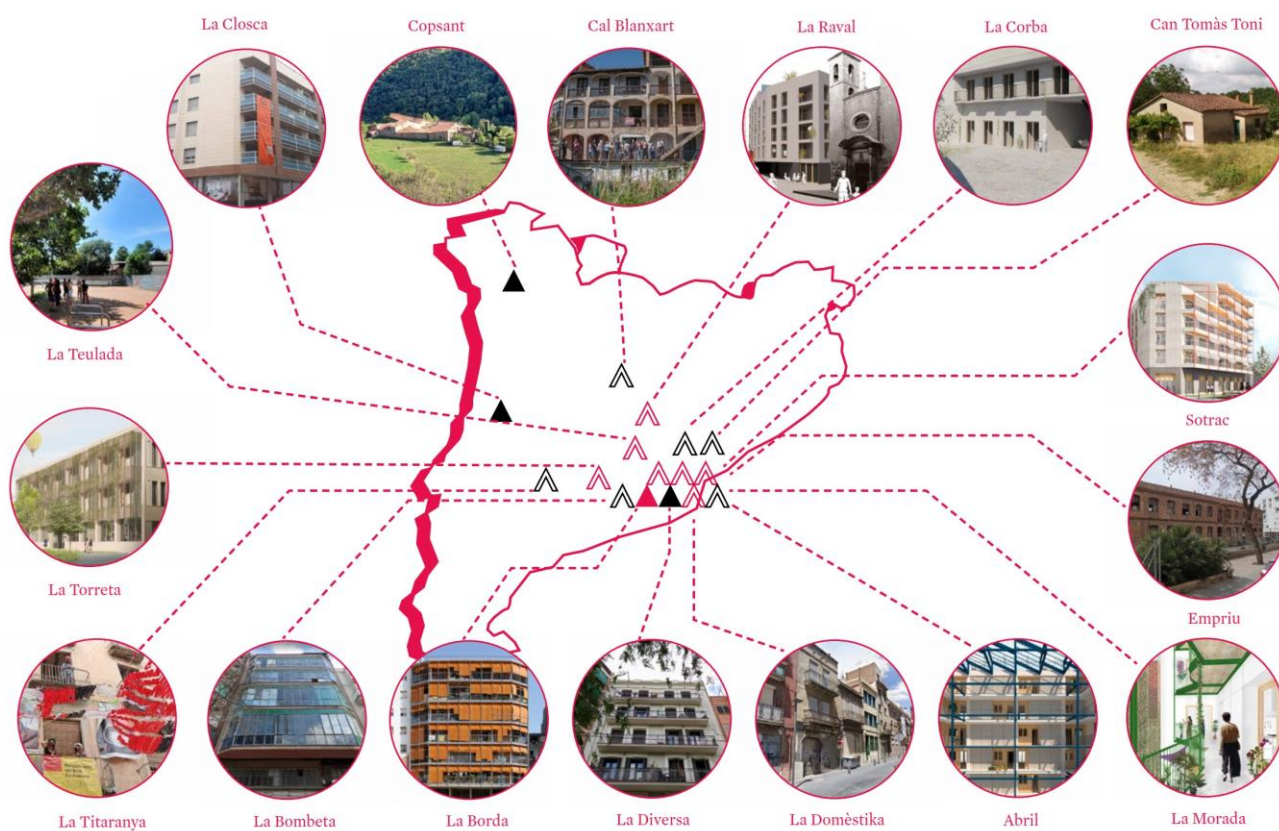 La Closca
Copsant
Cal Blanxart
La Raval
La Corba
Can Tomàs Toni
La Teulada
Sotrac
La Torreta
Empriu
La Titaranya
La Bombeta
La Borda
La Diversa
La Domèstika
Abril
La Morada